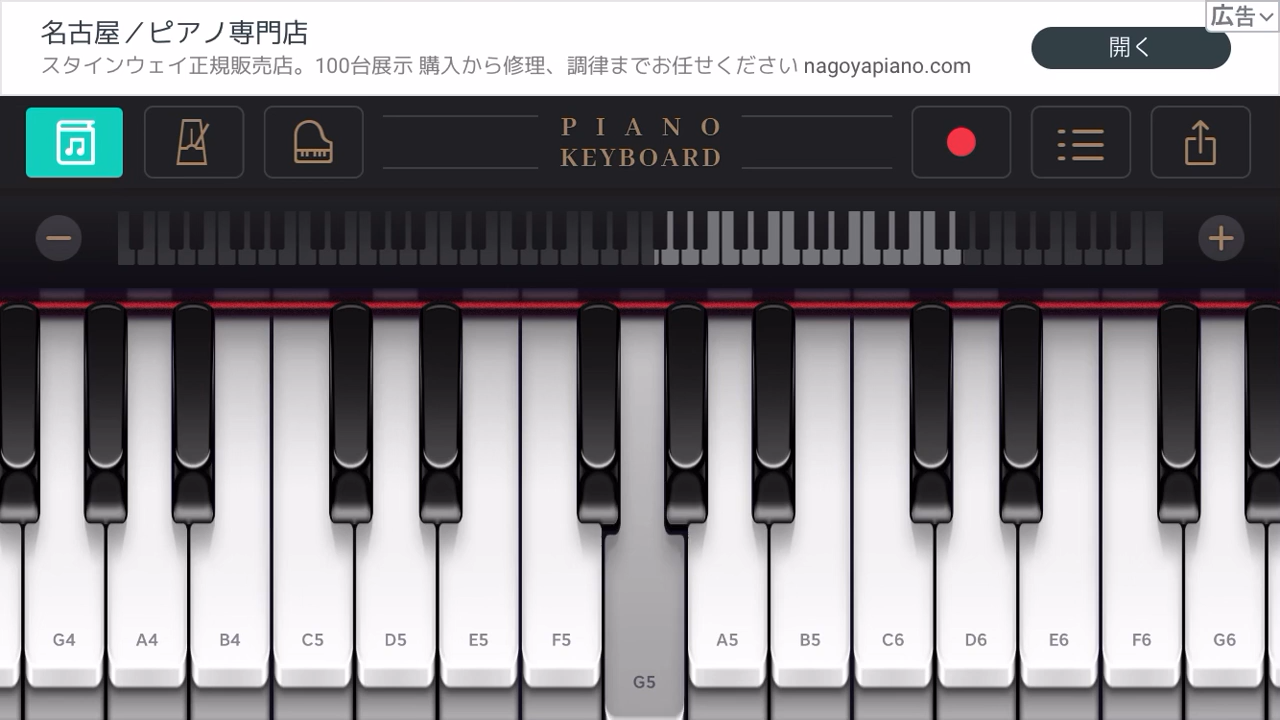 名古屋／ピアノ専門店
スタインウェイ正規販売店。100台展示 購入から修理、調律までお任せください nagoyapiano.com
開く
広告
PIANO
KEYBOARD
G4 A4 B4 C5 D5 E5 F5 G5 A5 B5 C6 D6 E6 F6 G6